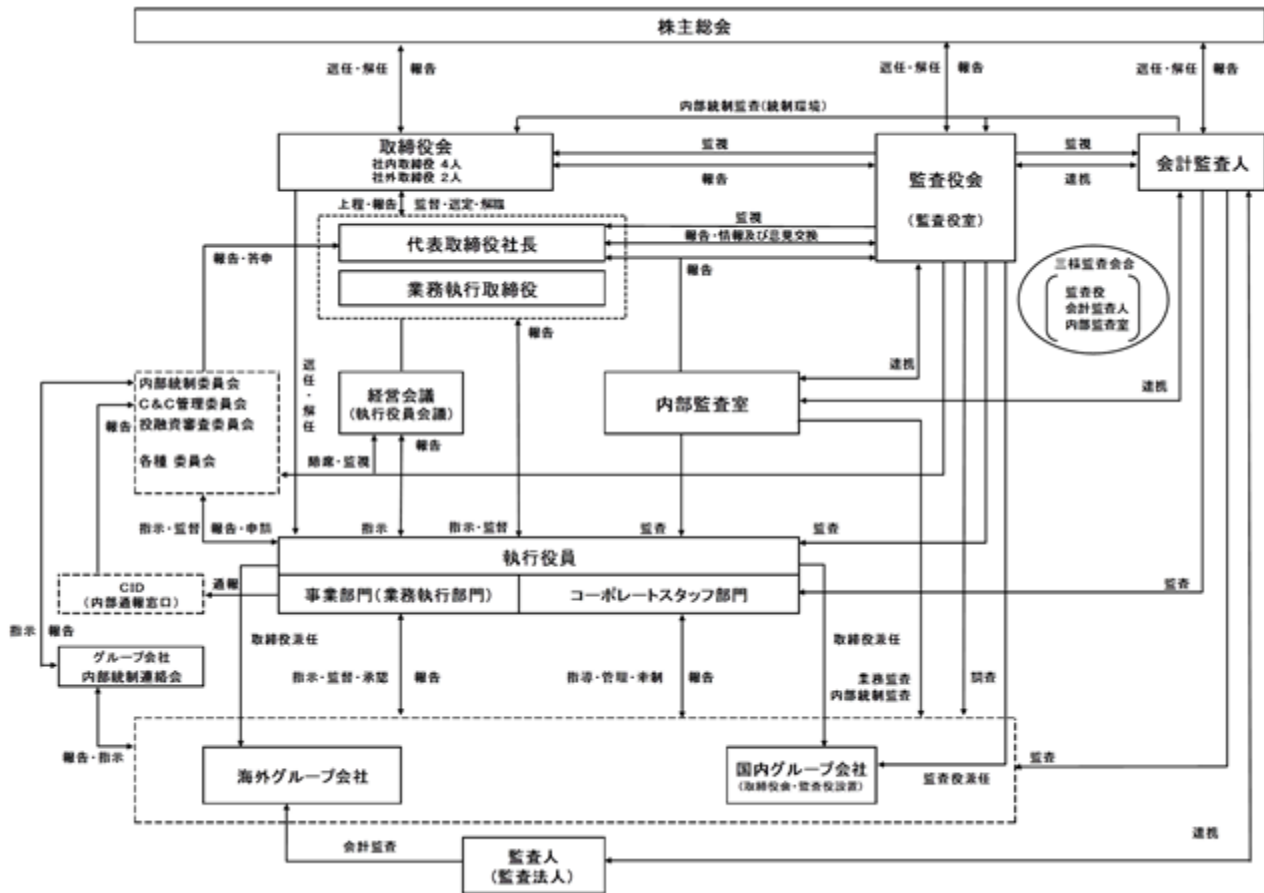 株主総会
選任・解任 報告
選任・解任 報告
選任・解任 報告
内部統制監査(統制環境)
取締役会
社内取締役 4人
社外取締役 2人
監視
報告
監査役会
(監査役室)
監視
連携
会計監査人
上程・報告 監督・選定・解職
代表取締役社長
業務執行取締役
監視
報告・情報及び意見交換
報告
報告・答申
三様監査会合
監査役
会計監査人
内部監査室
報告
選任・解任
連携
連携
内部統制委員会
C&C管理委員会
投融資審査委員会
各種 委員会
報告
経営会議
(執行役員会議)
内部監査室
報告
陪席・監視
指示・監督 報告・申請
指示
指示・監督
監査
監査
執行役員
事業部門(業務執行部門)
コーポレートスタッフ部門
CID
(内部通報窓口)
通報
監査
指示 報告
グループ会社
内部統制連絡会
取締役派任
取締役派任
指示・監督・承認 報告
指導・管理・牽制 報告
業務監査
内部統制監査
調査
報告・指示
海外グループ会社
国内グループ会社
(取締役会・監査役設置)
監査役派任
監査
会計監査
監査人
(監査法人)
連携